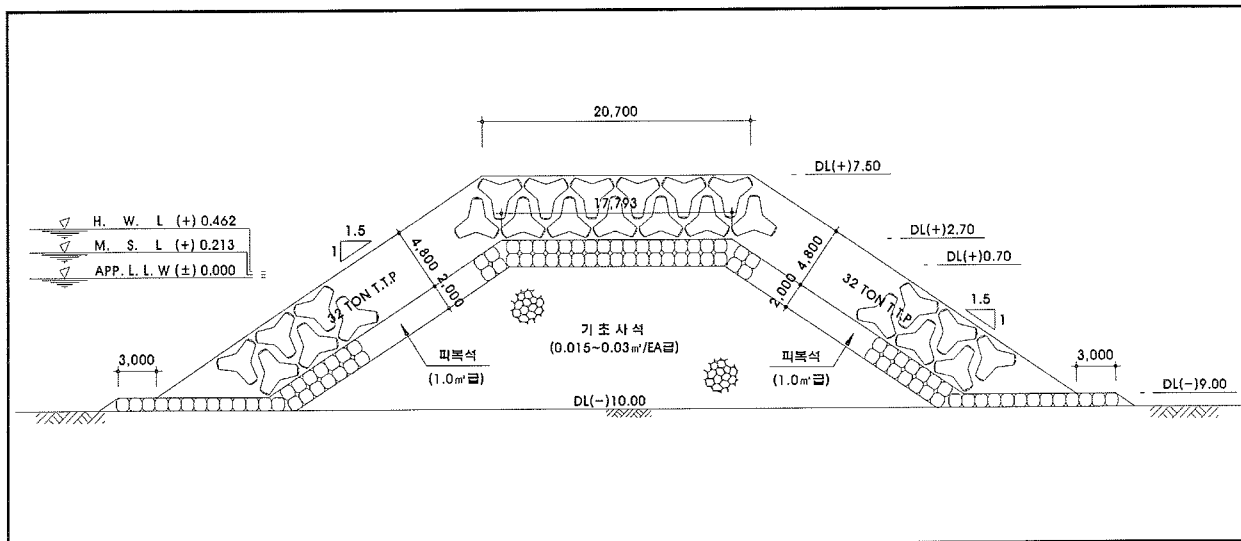 20,700
DL(+)7.50
17,793
H. W. L (+) 0.462
M. S. L (+) 0.213
APP. L. L. W (±) 0.000
1.5
1
4,800
2,000
32 TON T.T.P
DL(+)2.70
DL(+)0.70
4,800
2,000
32 TON T.T.P
1.5
1
기초사석
(0.015~0.03㎥/EA급)
피복석
(1.0㎥급)
피복석
(1.0㎥급)
3,000
3,000
DL(-)9.00
DL(-)10.00